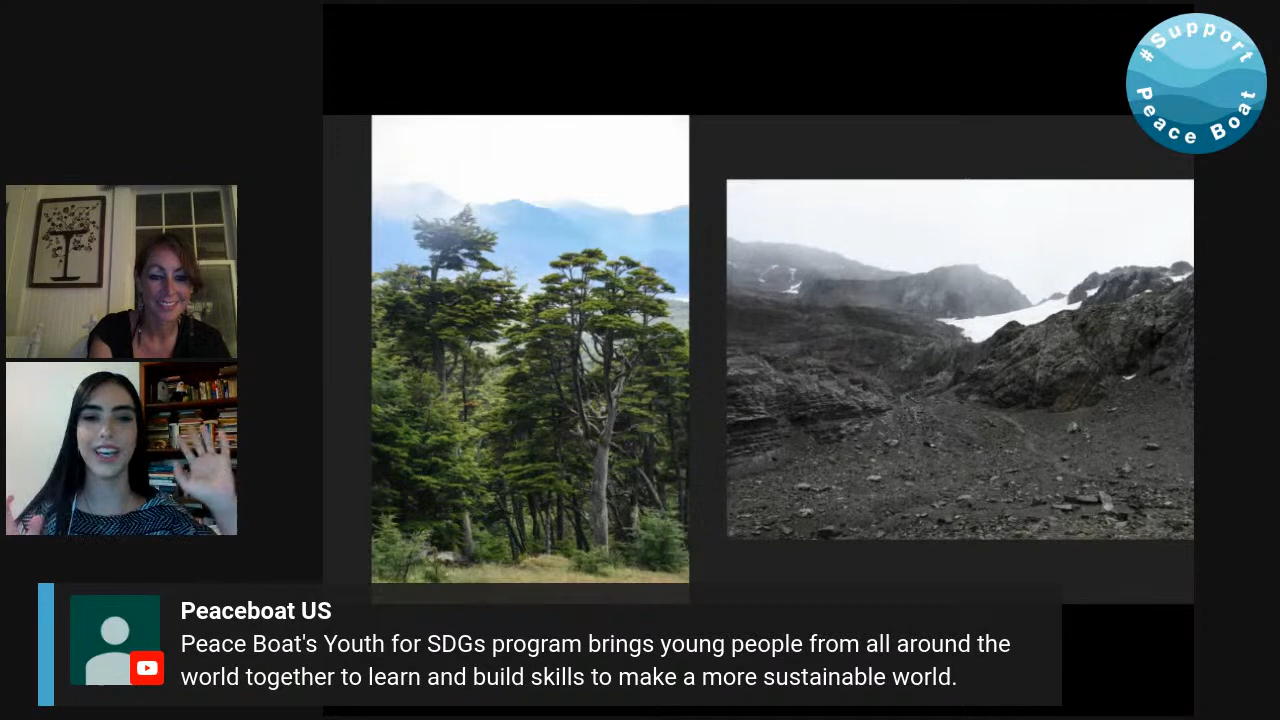 #Support
Peace Boat
Peaceboat US
Peace Boat's Youth for SDGs program brings young people from all around the
world together to learn and build skills to make a more sustainable world.